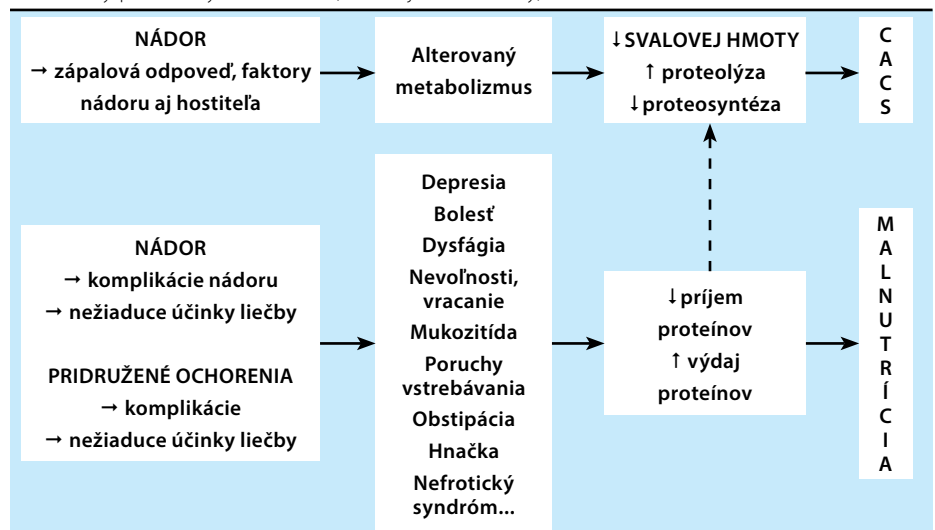 NÁDOR
→ zápalová odpoveď, faktory
nádoru aj hostiteľa
Alterovaný
metabolizmus
↓SVALOVEJ HMOTY
↑ proteolýza
↓proteosyntéza
C
A
C
S
NÁDOR
→ komplikácie nádoru
→ nežiaduce účinky liečby
PRIDRUŽENÉ OCHORENIA
→ komplikácie
→ nežiaduce účinky liečby
Depresia
Bolesť
Dysfágia
Nevoľnosti,
vracanie
Mukozitída
Poruchy
vstrebávania
Obstipácia
Hnačka
Nefrotický
syndróm...
↓príjem
proteínov
↑ výdaj
proteínov
M
A
L
N
U
T
R
Í
C
I
A